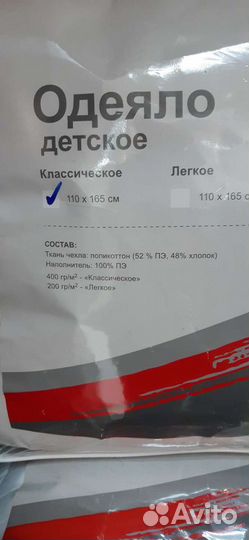 Одеяло
детское
Классическое Легкое
110 x 165 см 110 x 165 с
СОСТАВ:
Ткань чехла: поликоттон (52 % ПЭ, 48% хлопок)
Наполнитель: 100% ПЭ
400 гр/м² - «Классическое»
200 гр/м² - «Легкое»
Avito